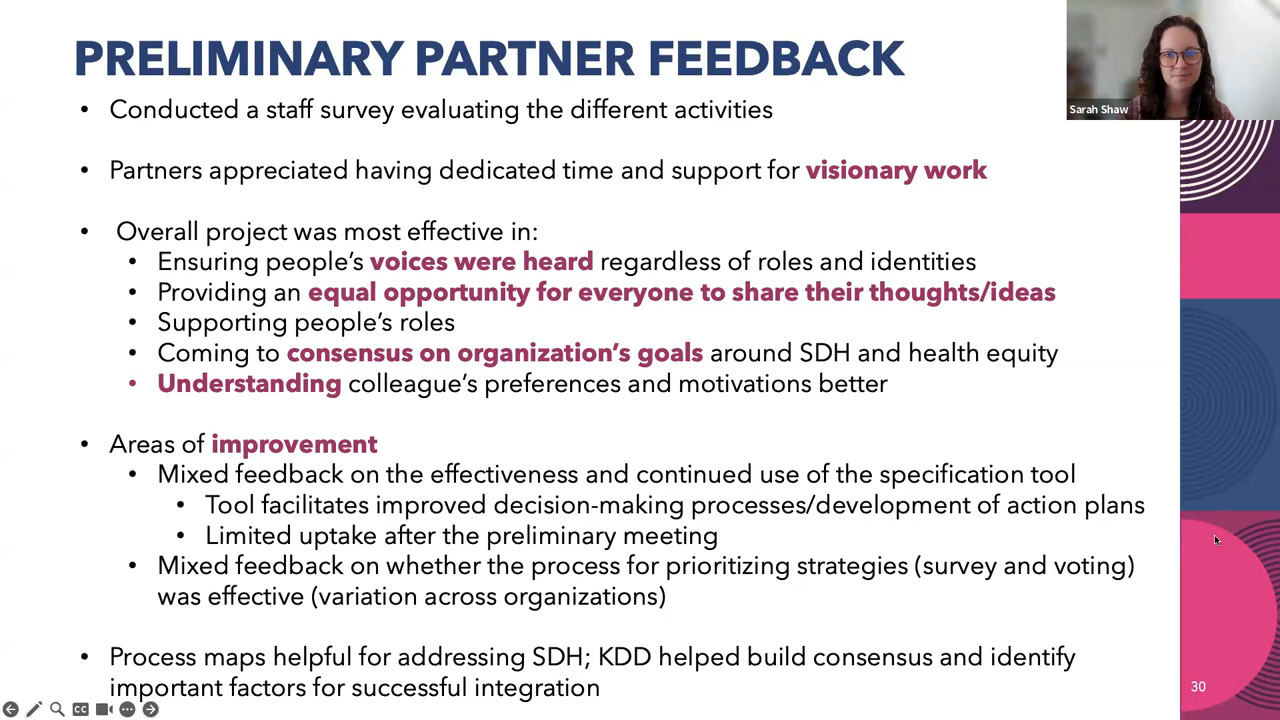 PRELIMINARY PARTNER FEEDBACK
• Conducted a staff survey evaluating the different activities
• Partners appreciated having dedicated time and support for visionary work
• Overall project was most effective in:
• Ensuring people’s voices were heard regardless of roles and identities
• Providing an equal opportunity for everyone to share their thoughts/ideas
• Supporting people’s roles
• Coming to consensus on organization’s goals around SDH and health equity
• Understanding colleague’s preferences and motivations better
• Areas of improvement
• Mixed feedback on the effectiveness and continued use of the specification tool
• Tool facilitates improved decision-making processes/development of action plans
• Limited uptake after the preliminary meeting
• Mixed feedback on whether the process for prioritizing strategies (survey and voting)
was effective (variation across organizations)
• Process maps helpful for addressing SDH; KDD helped build consensus and identify
important factors for successful integration
Sarah Shaw
30
CC